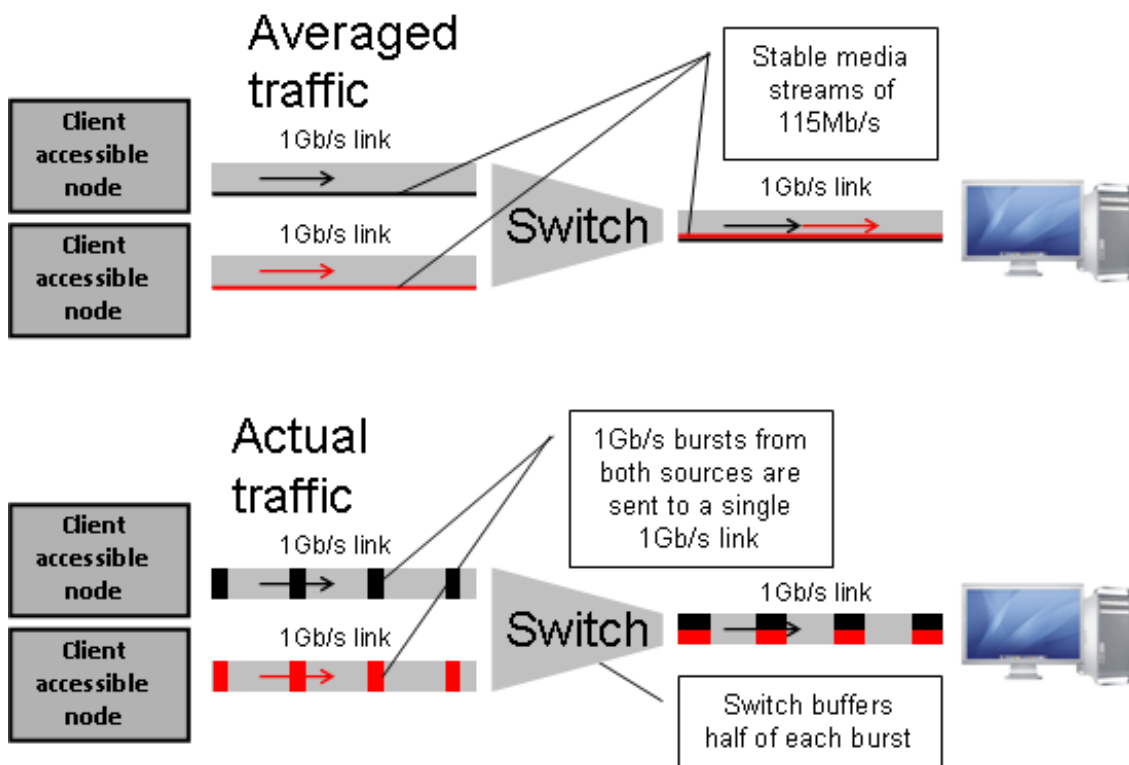 Averaged
traffic
Stable media
streams of
115Mb/s
Client
accessible
node
1Gb/s link
Client
accessible
node
1Gb/s link
Switch
1Gb/s link
Actual
traffic
1Gb/s bursts from
both sources are
sent to a single
1Gb/s link
Client
accessible
node
1Gb/s link
Client
accessible
node
1Gb/s link
Switch
1Gb/s link
Switch buffers
half of each burst